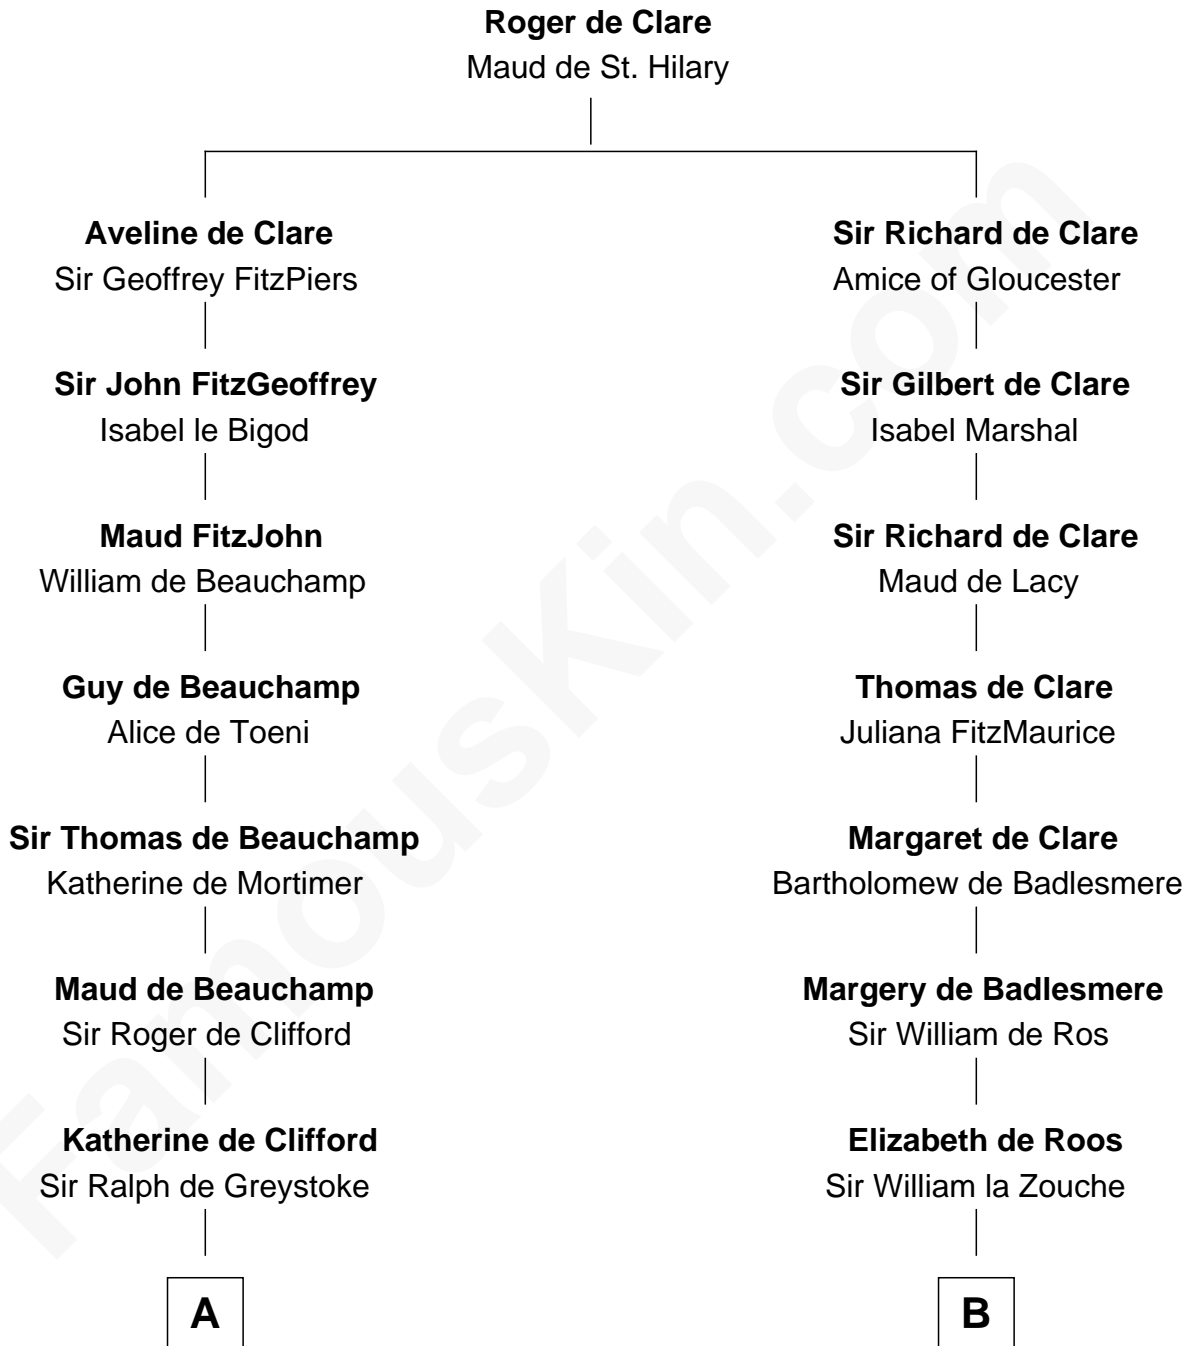 Roger de Clare
Maud de St. Hilary
Aveline de Clare
Sir Geoffrey FitzPiers
Sir John FitzGeoffrey
Isabel le Bigod
Maud FitzJohn
William de Beauchamp
Guy de Beauchamp
Alice de Toeni
Sir Thomas de Beauchamp
Katherine de Mortimer
Maud de Beauchamp
Sir Roger de Clifford
Katherine de Clifford
Sir Ralph de Greystoke
A
Sir Richard de Clare
Amice of Gloucester
Sir Gilbert de Clare
Isabel Marshal
Sir Richard de Clare
Maud de Lacy
Thomas de Clare
Juliana FitzMaurice
Margaret de Clare
Bartholomew de Badlesmere
Margery de Badlesmere
Sir William de Ros
Elizabeth de Roos
Sir William la Zouche
B
FamousKin.com